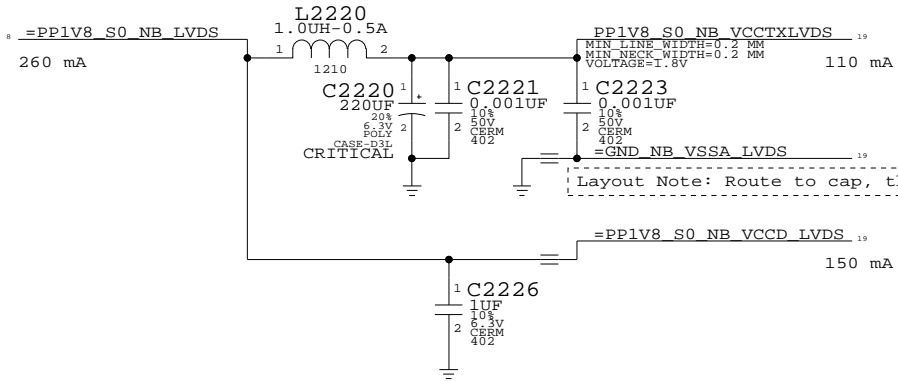 L2220
1.0UH-0.5A
8 =PP1V8_S0_NB_LVDS
260 mA
1 2
1210
PP1V8_S0_NB_VCCTXLVDS 19
MIN_LINE_WIDTH=0.2 MM
MIN_NECK_WIDTH=0.2 MM
VOLTAGE=1.8V
110 mA
C2220
220UF
20%
6.3V
POLY
CASE-D3L
CRITICAL
1
+
2
C2221
0.001UF
10%
50V
CERM
402
1
2
C2223
0.001UF
10%
50V
CERM
402
1
2
=GND_NB_VSSA_LVDS 19
Layout Note: Route to cap,
=PP1V8_S0_NB_VCCD_LVDS 19
150 mA
C2226
1UF
10%
6.3V
CERM
402
1
2